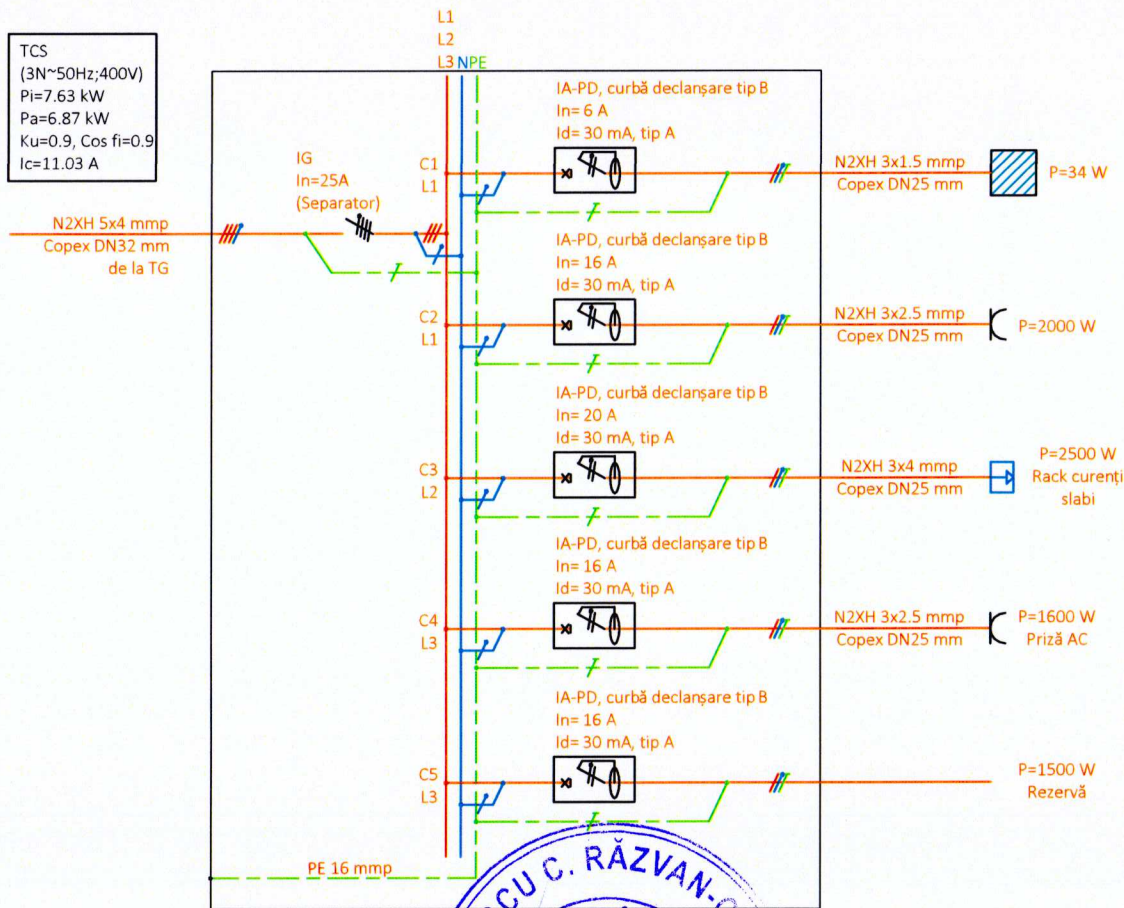 L1
L2
L3 N PE
TCS
(3N~50Hz;400V)
Pi=7.63 kW
Pa=6.87 kW
Ku=0.9, Cos fi=0.9
Ic=11.03 A
IG
In=25A
(Separator)
N2XH 5x4 mmp
Copex DN32 mm
de la TG
IA-PD, curbă declanșare tip B
In= 6 A
Id= 30 mA, tip A
C1
L1
N2XH 3x1.5 mmp
Copex DN25 mm
P=34 W
IA-PD, curbă declanșare tip B
In= 16 A
Id= 30 mA, tip A
C2
L1
N2XH 3x2.5 mmp
Copex DN25 mm
P=2000 W
IA-PD, curbă declanșare tip B
In= 20 A
Id= 30 mA, tip A
C3
L2
N2XH 3x4 mmp
Copex DN25 mm
P=2500 W
Rack curenți
slabi
IA-PD, curbă declanșare tip B
In= 16 A
Id= 30 mA, tip A
C4
L3
N2XH 3x2.5 mmp
Copex DN25 mm
P=1600 W
Priză AC
IA-PD, curbă declanșare tip B
In= 16 A
Id= 30 mA, tip A
C5
L3
P=1500 W
Rezervă
PE 16 mmp
C. RĂZVAN